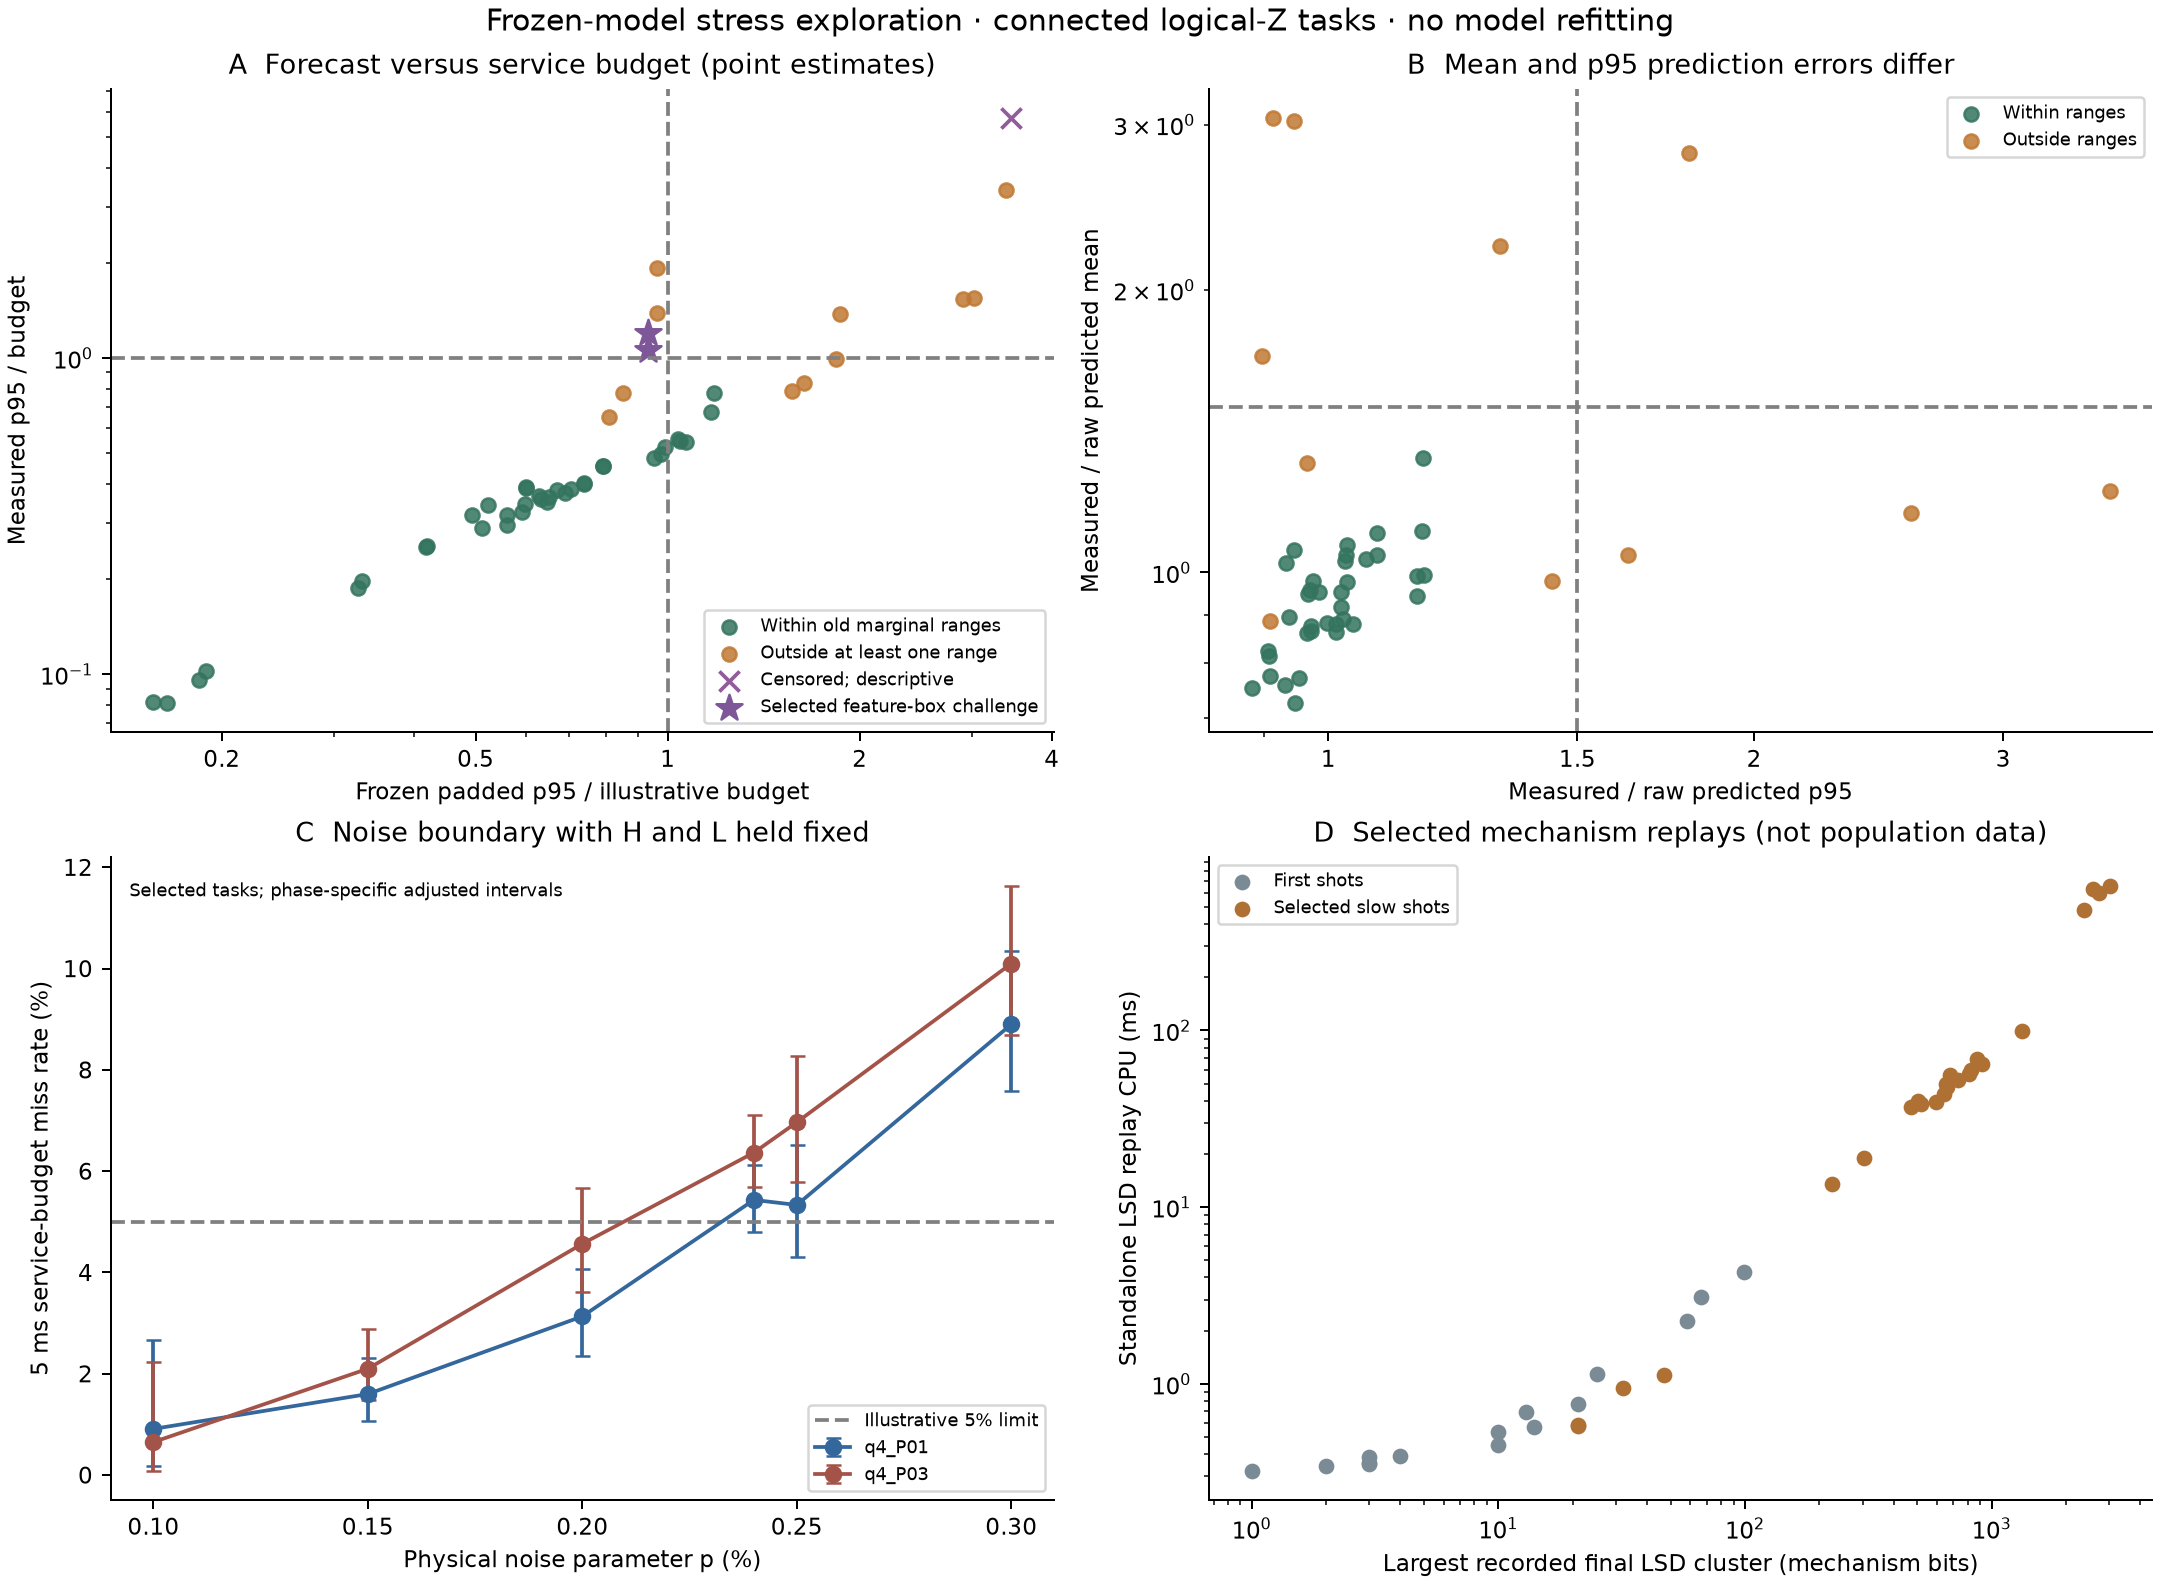 Frozen-model stress exploration · connected logical-Z tasks · no model refitting
A Forecast versus service budget (point estimates)
Measured p95 / budget
10⁰
10⁻¹
0.2
0.5
1
2
4
Frozen padded p95 / illustrative budget
Within old marginal ranges
Outside at least one range
Censored; descriptive
Selected feature-box challenge
B Mean and p95 prediction errors differ
Measured / raw predicted mean
3 × 10⁰
2 × 10⁰
10⁰
1
1.5
2
3
Measured / raw predicted p95
Within ranges
Outside ranges
C Noise boundary with H and L held fixed
Selected tasks; phase-specific adjusted intervals
5 ms service-budget miss rate (%)
12
10
8
6
4
2
0
0.10
0.15
0.20
0.25
0.30
Physical noise parameter p (%)
Illustrative 5% limit
q4_P01
q4_P03
D Selected mechanism replays (not population data)
First shots
Selected slow shots
Standalone LSD replay CPU (ms)
10²
10¹
10⁰
10⁰
10¹
10²
10³
Largest recorded final LSD cluster (mechanism bits)